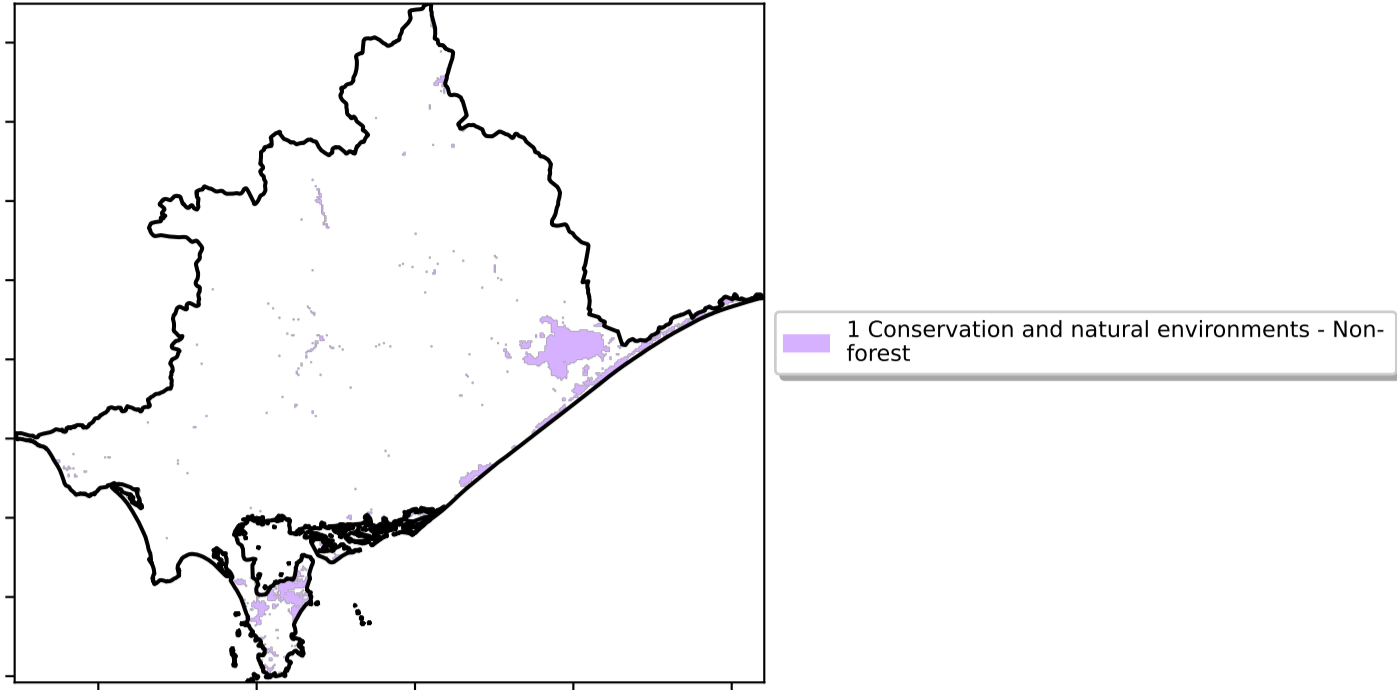 1 Conservation and natural environments - Non-
forest